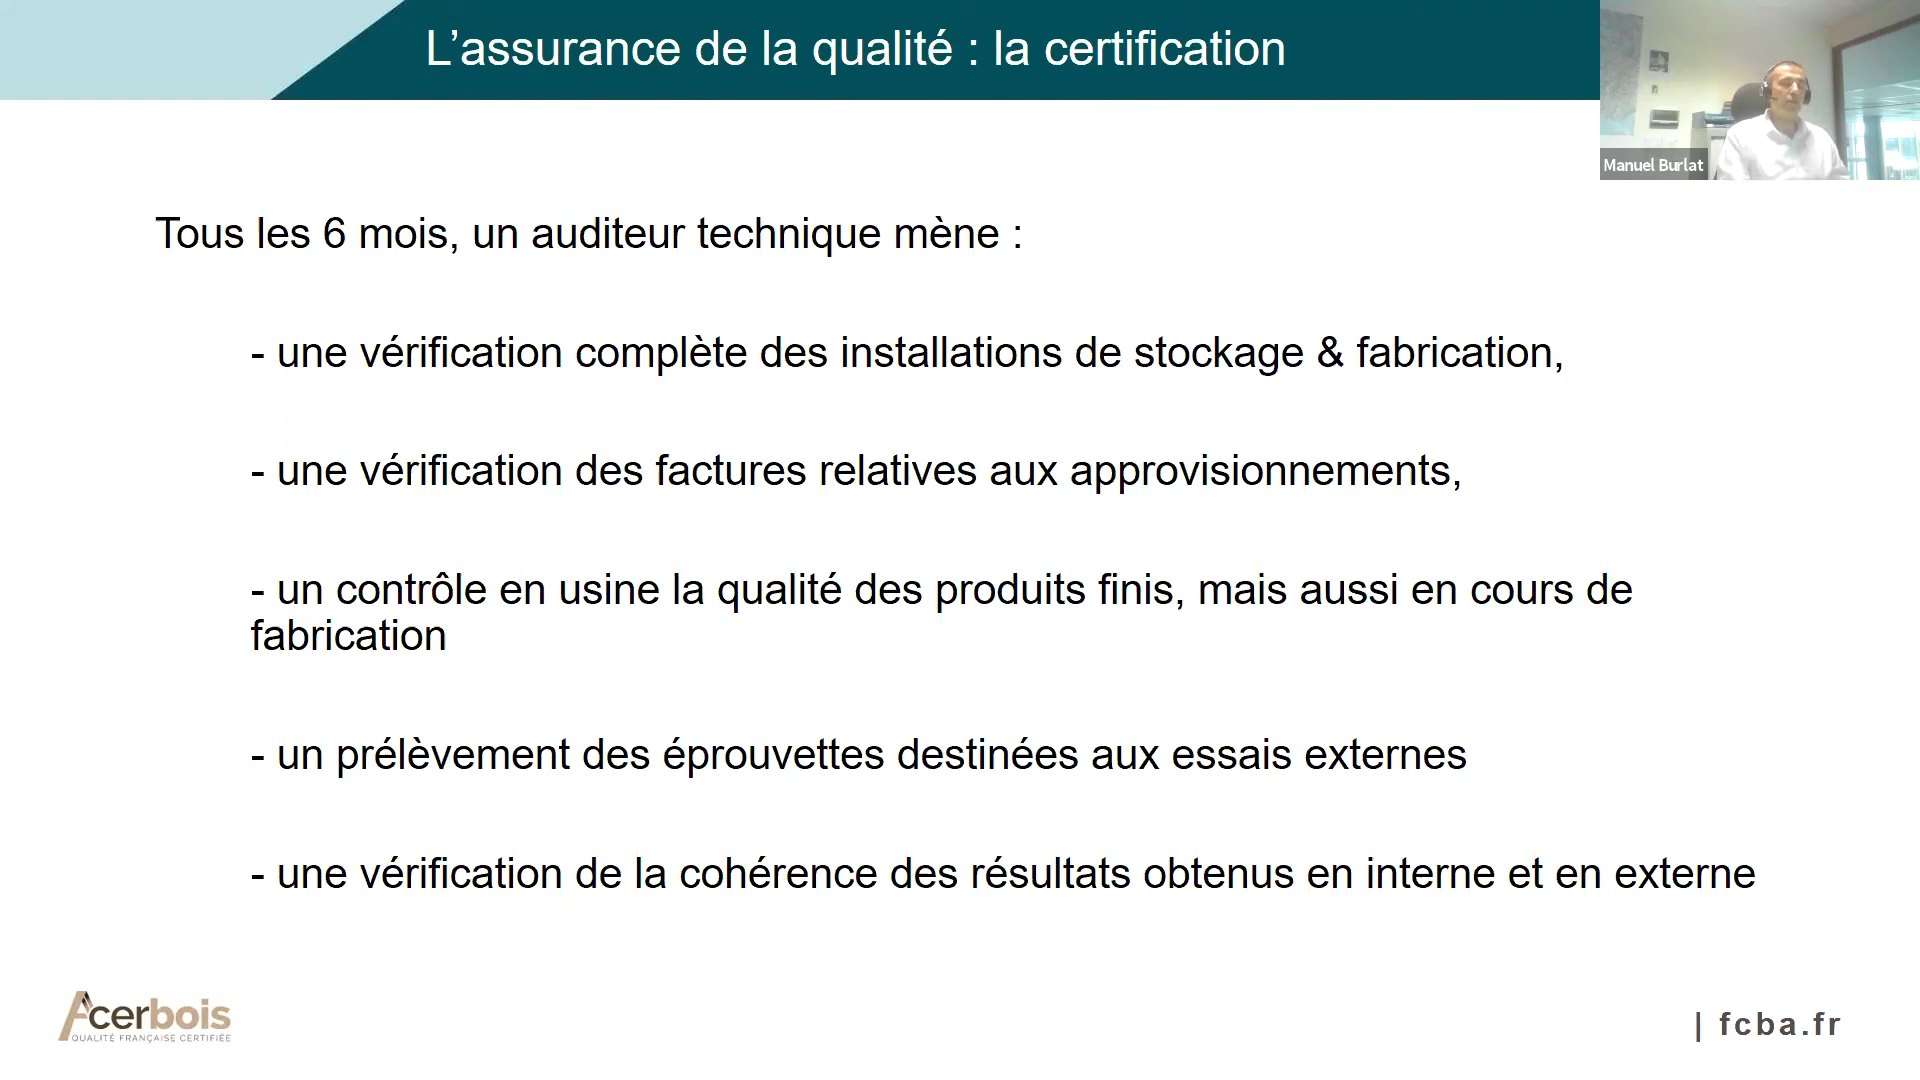 L’assurance de la qualité : la certification
Manuel Burlat
Tous les 6 mois, un auditeur technique mène :
- une vérification complète des installations de stockage & fabrication,
- une vérification des factures relatives aux approvisionnements,
- un contrôle en usine la qualité des produits finis, mais aussi en cours de
fabrication
- un prélèvement des éprouvettes destinées aux essais externes
- une vérification de la cohérence des résultats obtenus en interne et en externe
Acerbois
QUALITÉ FRANÇAISE CERTIFIÉE
| fcba.fr